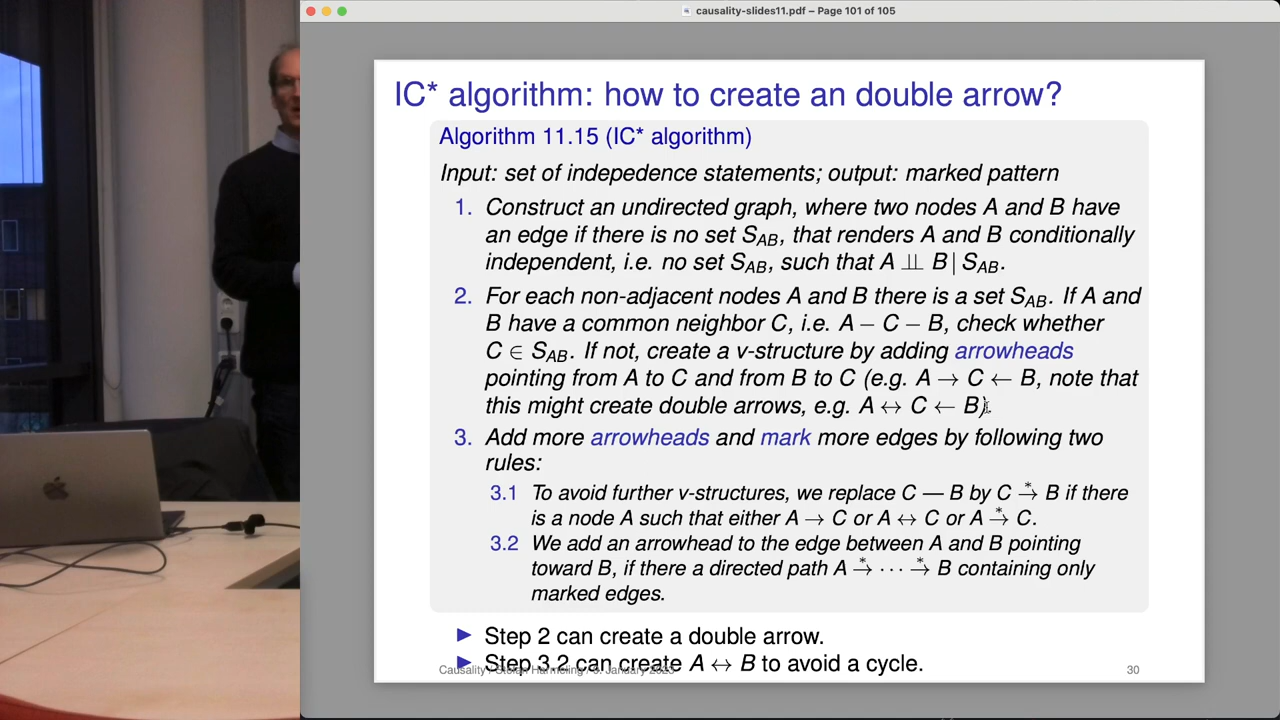 causality-slides11.pdf – Page 101 of 105
IC* algorithm: how to create an double arrow?
Algorithm 11.15 (IC* algorithm)
Input: set of indepedence statements; output: marked pattern
1. Construct an undirected graph, where two nodes A and B have
an edge if there is no set S_AB, that renders A and B conditionally
independent, i.e. no set S_AB, such that A ⫫ B | S_AB.
2. For each non-adjacent nodes A and B there is a set S_AB. If A and
B have a common neighbor C, i.e. A − C − B, check whether
C ∈ S_AB. If not, create a v-structure by adding arrowheads
pointing from A to C and from B to C (e.g. A → C ← B, note that
this might create double arrows, e.g. A ↔ C ← B).
3. Add more arrowheads and mark more edges by following two
rules:
3.1 To avoid further v-structures, we replace C — B by C →* B if there
is a node A such that either A → C or A ↔ C or A →* C.
3.2 We add an arrowhead to the edge between A and B pointing
toward B, if there a directed path A →* ··· →* B containing only
marked edges.
▶ Step 2 can create a double arrow.
▶ Step 3.2 can create A ↔ B to avoid a cycle.
Causality / Stefan Harmeling / January 2023 30